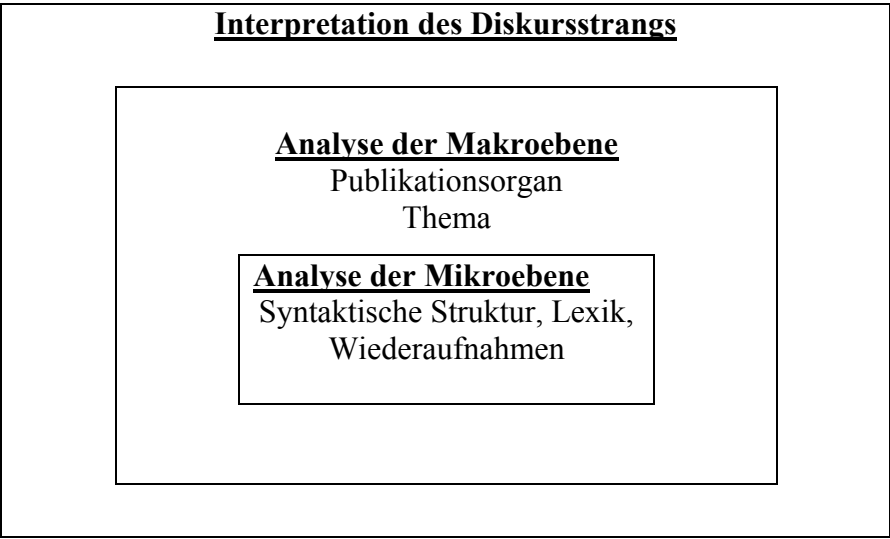 Interpretation des Diskursstrangs
Analyse der Makroebene
Publikationsorgan
Thema
Analyse der Mikroebene
Syntaktische Struktur, Lexik,
Wiederaufnahmen